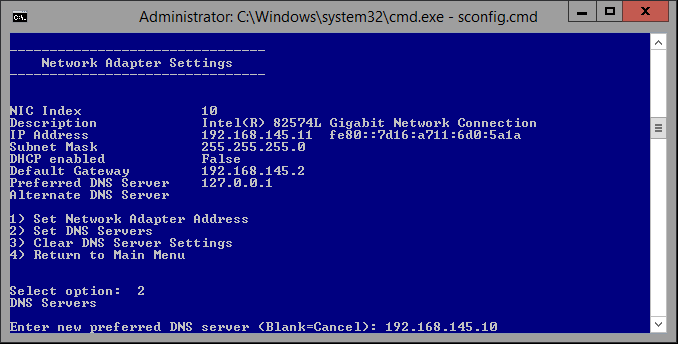 Administrator: C:\Windows\system32\cmd.exe - sconfig.cmd
--------------------------------
Network Adapter Settings
--------------------------------
NIC Index 10
Description Intel(R) 82574L Gigabit Network Connection
IP Address 192.168.145.11 fe80::7d16:a711:6d0:5a1a
Subnet Mask 255.255.255.0
DHCP enabled False
Default Gateway 192.168.145.2
Preferred DNS Server 127.0.0.1
Alternate DNS Server
1) Set Network Adapter Address
2) Set DNS Servers
3) Clear DNS Server Settings
4) Return to Main Menu
Select option: 2
DNS Servers
Enter new preferred DNS server (Blank=Cancel): 192.168.145.10